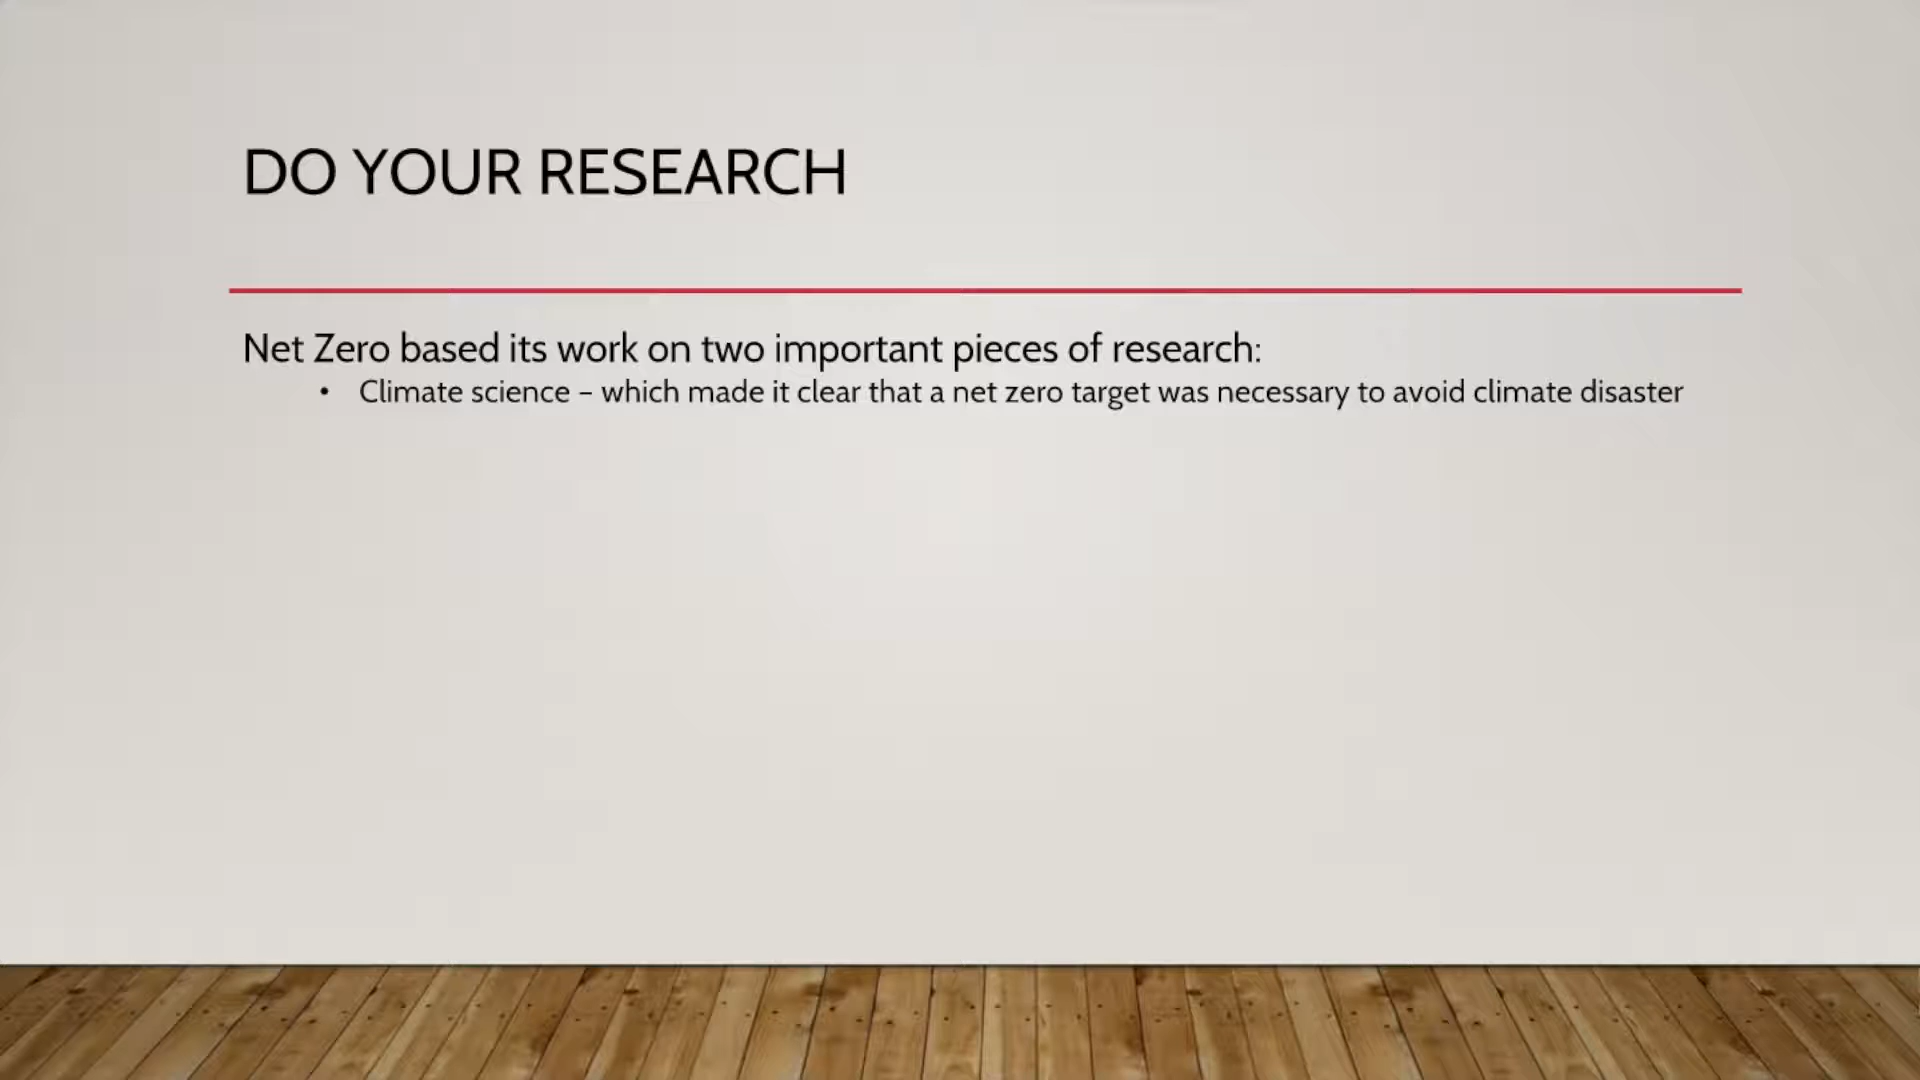 DO YOUR RESEARCH
Net Zero based its work on two important pieces of research:
• Climate science – which made it clear that a net zero target was necessary to avoid climate disaster